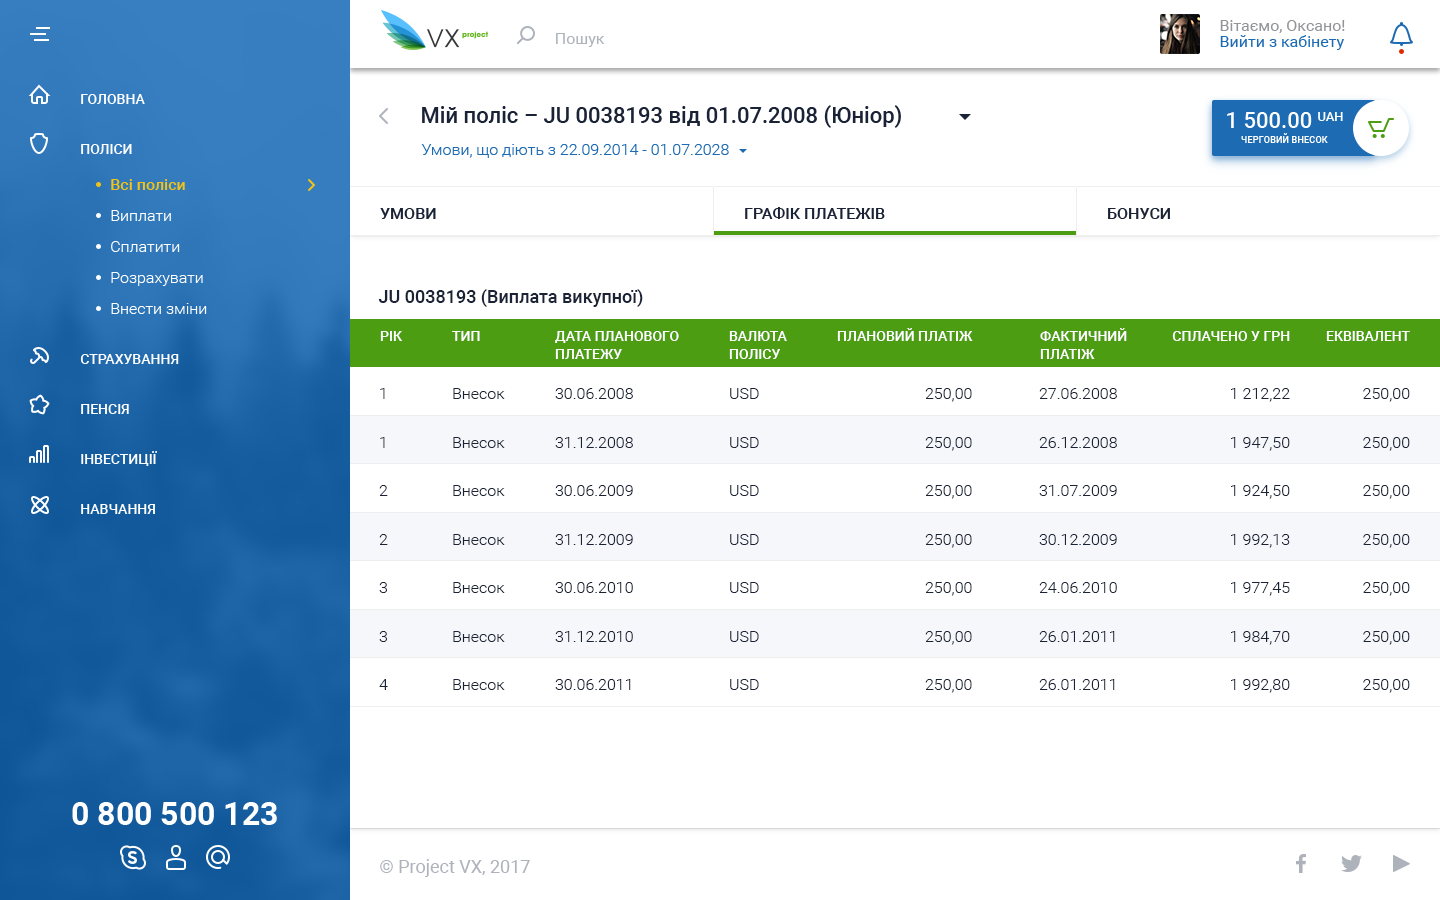 VX project
Пошук
Вітаємо, Оксано!
Вийти з кабінету
ГОЛОВНА
ПОЛІСИ
Всі поліси
Виплати
Сплатити
Розрахувати
Внести зміни
СТРАХУВАННЯ
ПЕНСІЯ
ІНВЕСТИЦІЇ
НАВЧАННЯ
0 800 500 123
Мій поліс – JU 0038193 від 01.07.2008 (Юніор)
Умови, що діють з 22.09.2014 - 01.07.2028
1 500.00 UAH
ЧЕРГОВИЙ ВНЕСОК
УМОВИ ГРАФІК ПЛАТЕЖІВ БОНУСИ
JU 0038193 (Виплата викупної)
РІК ТИП ДАТА ПЛАНОВОГО ВАЛЮТА ПЛАНОВИЙ ПЛАТІЖ ФАКТИЧНИЙ СПЛАЧЕНО У ГРН ЕКВІВАЛЕНТ
ПЛАТЕЖУ ПОЛІСУ ПЛАТІЖ
1 Внесок 30.06.2008 USD 250,00 27.06.2008 1 212,22 250,00
1 Внесок 31.12.2008 USD 250,00 26.12.2008 1 947,50 250,00
2 Внесок 30.06.2009 USD 250,00 31.07.2009 1 924,50 250,00
2 Внесок 31.12.2009 USD 250,00 30.12.2009 1 992,13 250,00
3 Внесок 30.06.2010 USD 250,00 24.06.2010 1 977,45 250,00
3 Внесок 31.12.2010 USD 250,00 26.01.2011 1 984,70 250,00
4 Внесок 30.06.2011 USD 250,00 26.01.2011 1 992,80 250,00
© Project VX, 2017